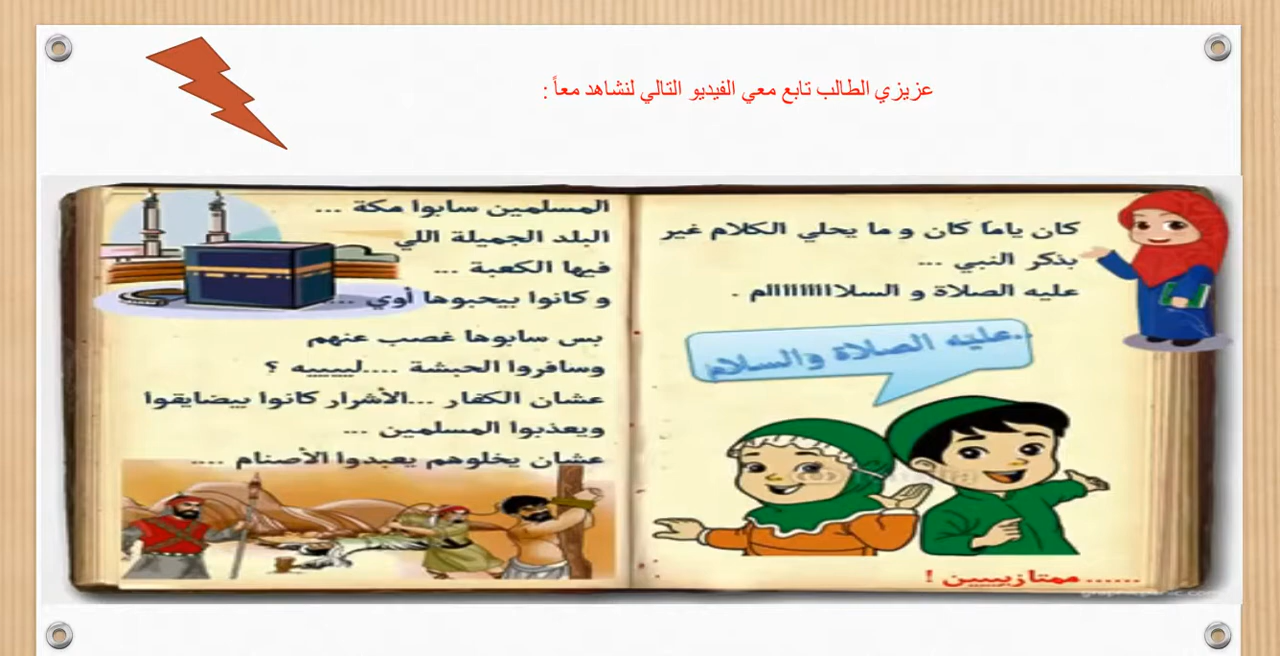 عزيزي الطالب تابع معي الفيديو التالي لنشاهد معاً :
كان ياما كان و ما يحلي الكلام غير
بذكر النبي ...
عليه الصلاة و السلااااااااالم .
..عليه الصلاة والسلام
...... ممتازيييين !
المسلمين سابوا مكة ...
البلد الجميلة اللي
فيها الكعبة ...
و كانوا بيحبوها أوي ...
بس سابوها غصب عنهم
وسافروا الحبشة ....ليييييه ؟
عشان الكفار ...الأشرار كانوا بيضايقوا
ويعذبوا المسلمين ...
عشان يخلوهم يعبدوا الأصنام ....